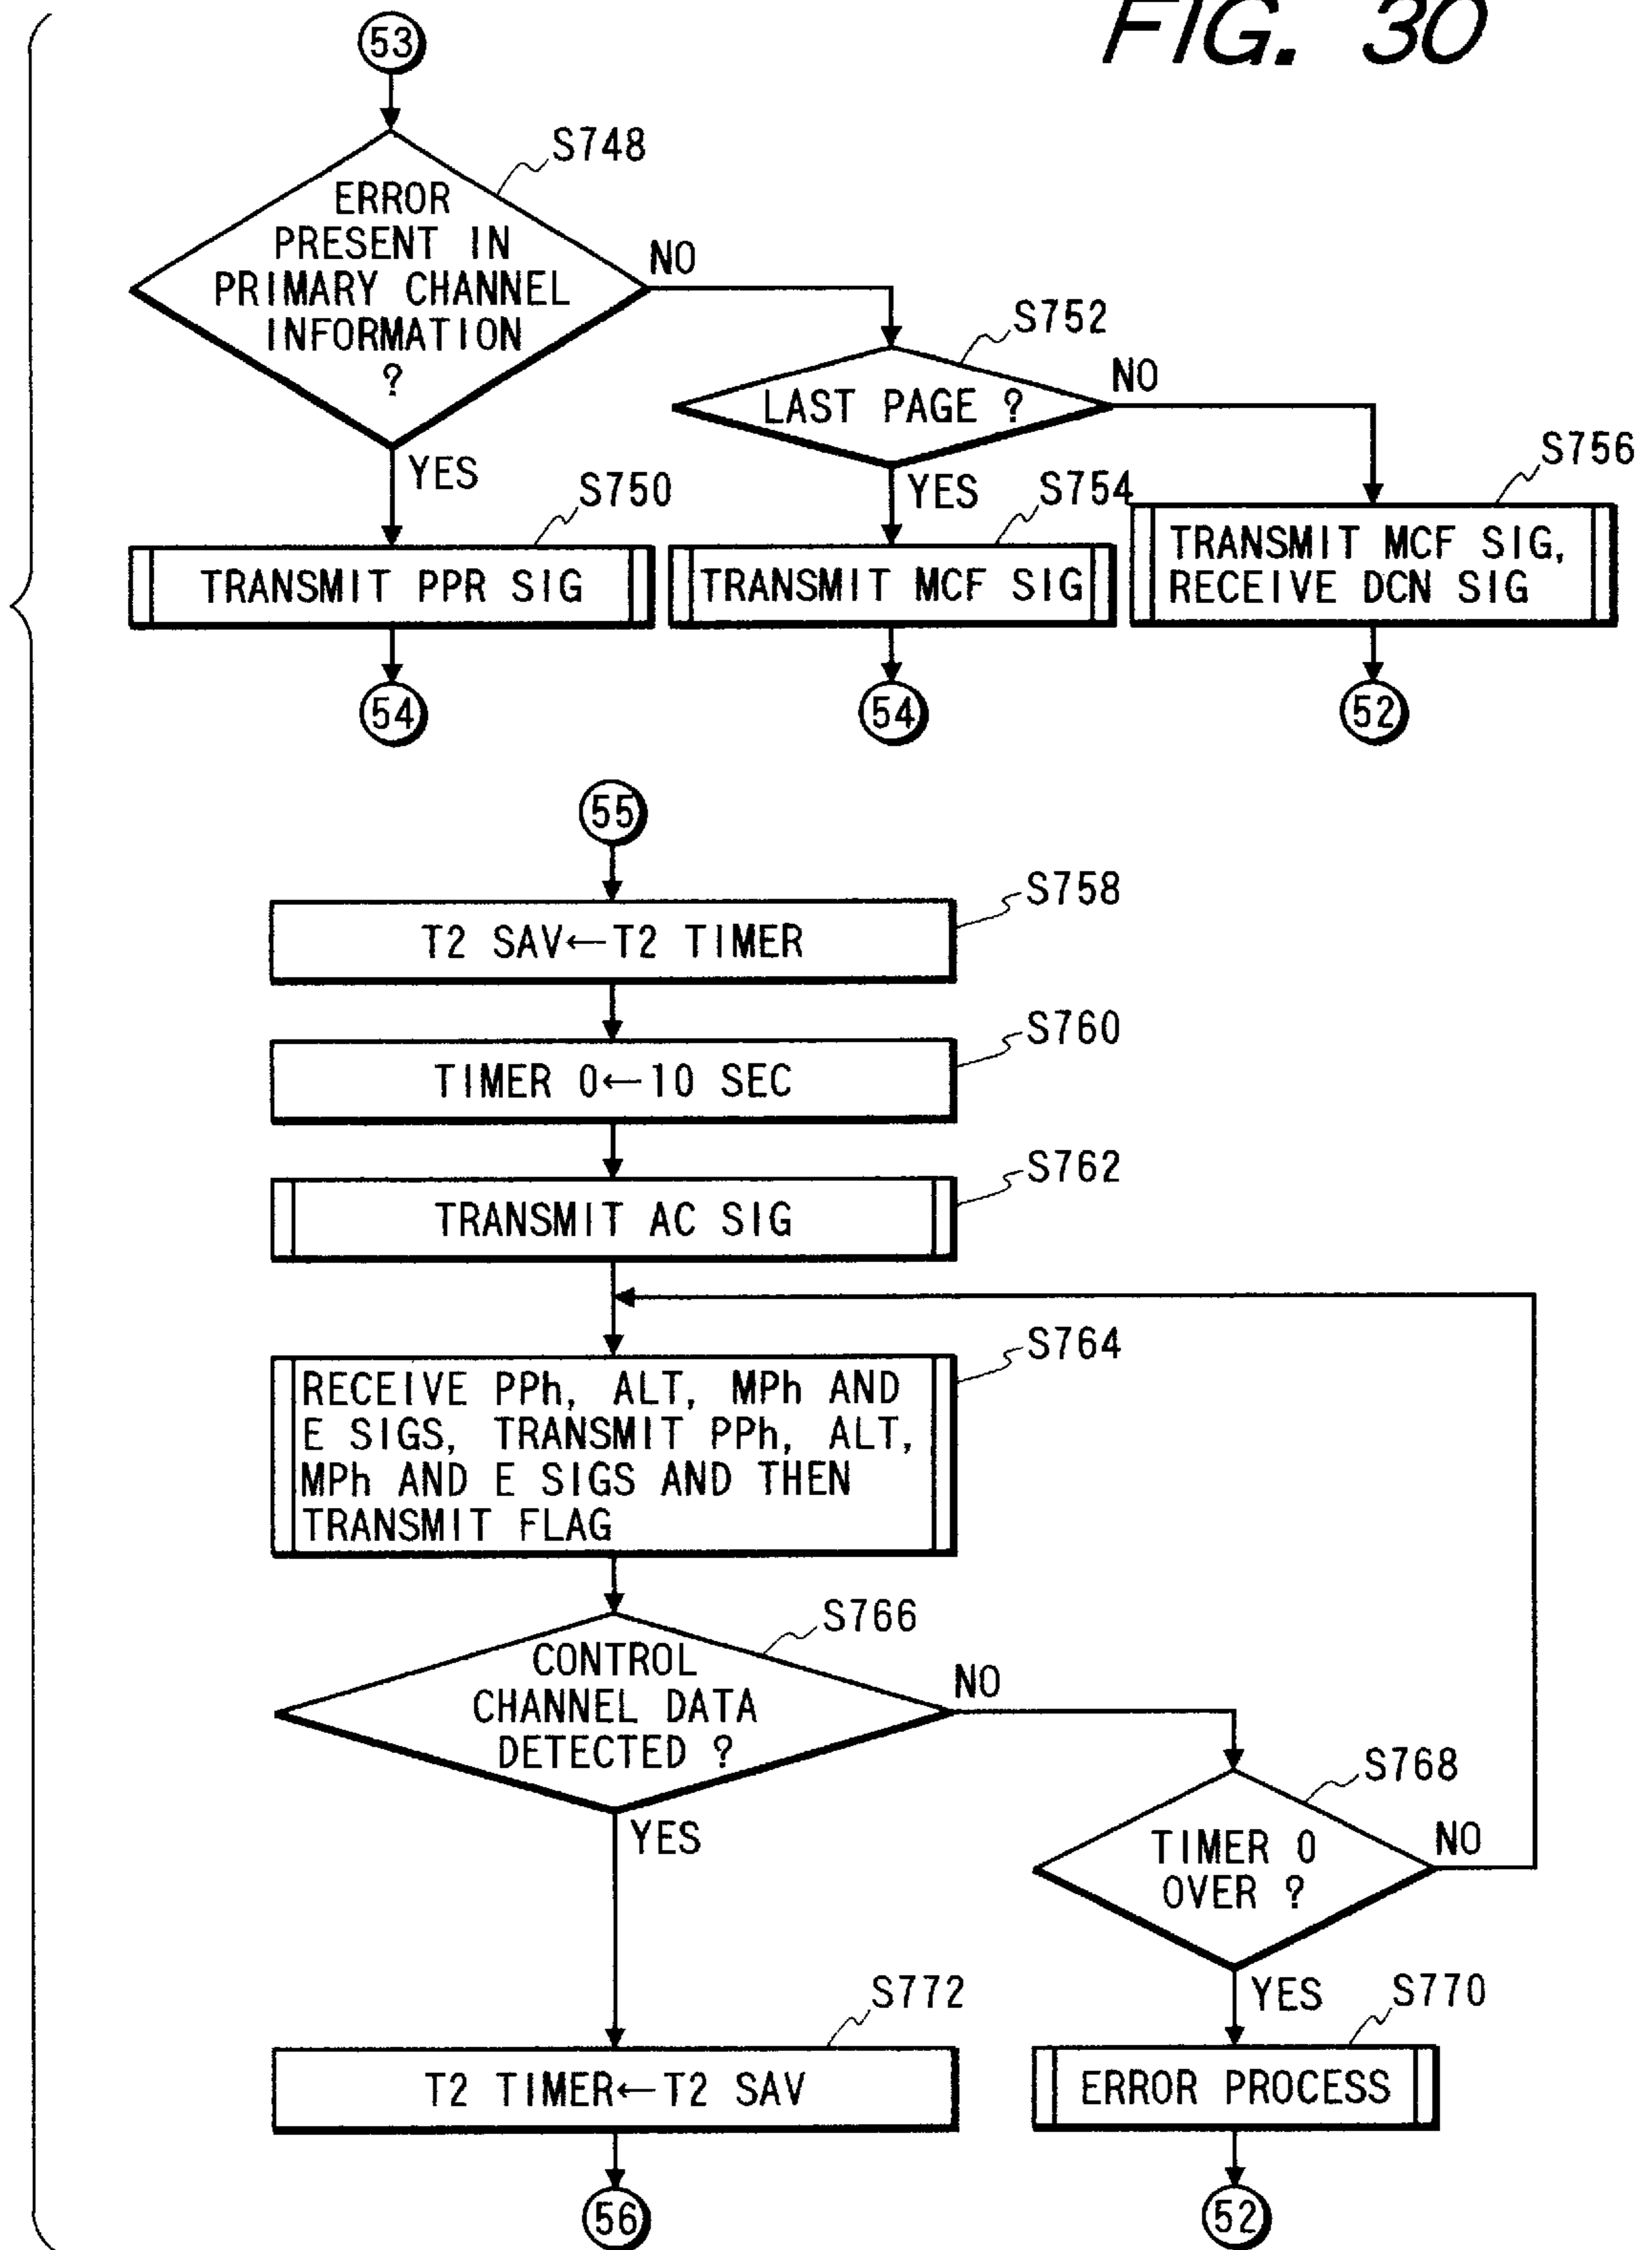 FIG. 30
53
S748
ERROR
PRESENT IN
PRIMARY CHANNEL
INFORMATION
?
NO
YES
S752
LAST PAGE ?
NO
YES
S750
TRANSMIT PPR SIG
S754
TRANSMIT MCF SIG
S756
TRANSMIT MCF SIG,
RECEIVE DCN SIG
54
54
52
55
S758
T2 SAV←T2 TIMER
S760
TIMER 0←10 SEC
S762
TRANSMIT AC SIG
S764
RECEIVE PPh, ALT, MPh AND
E SIGS, TRANSMIT PPh, ALT,
MPh AND E SIGS AND THEN
TRANSMIT FLAG
S766
CONTROL
CHANNEL DATA
DETECTED ?
NO
YES
S768
TIMER 0
OVER ?
NO
YES
S772
T2 TIMER←T2 SAV
S770
ERROR PROCESS
56
52